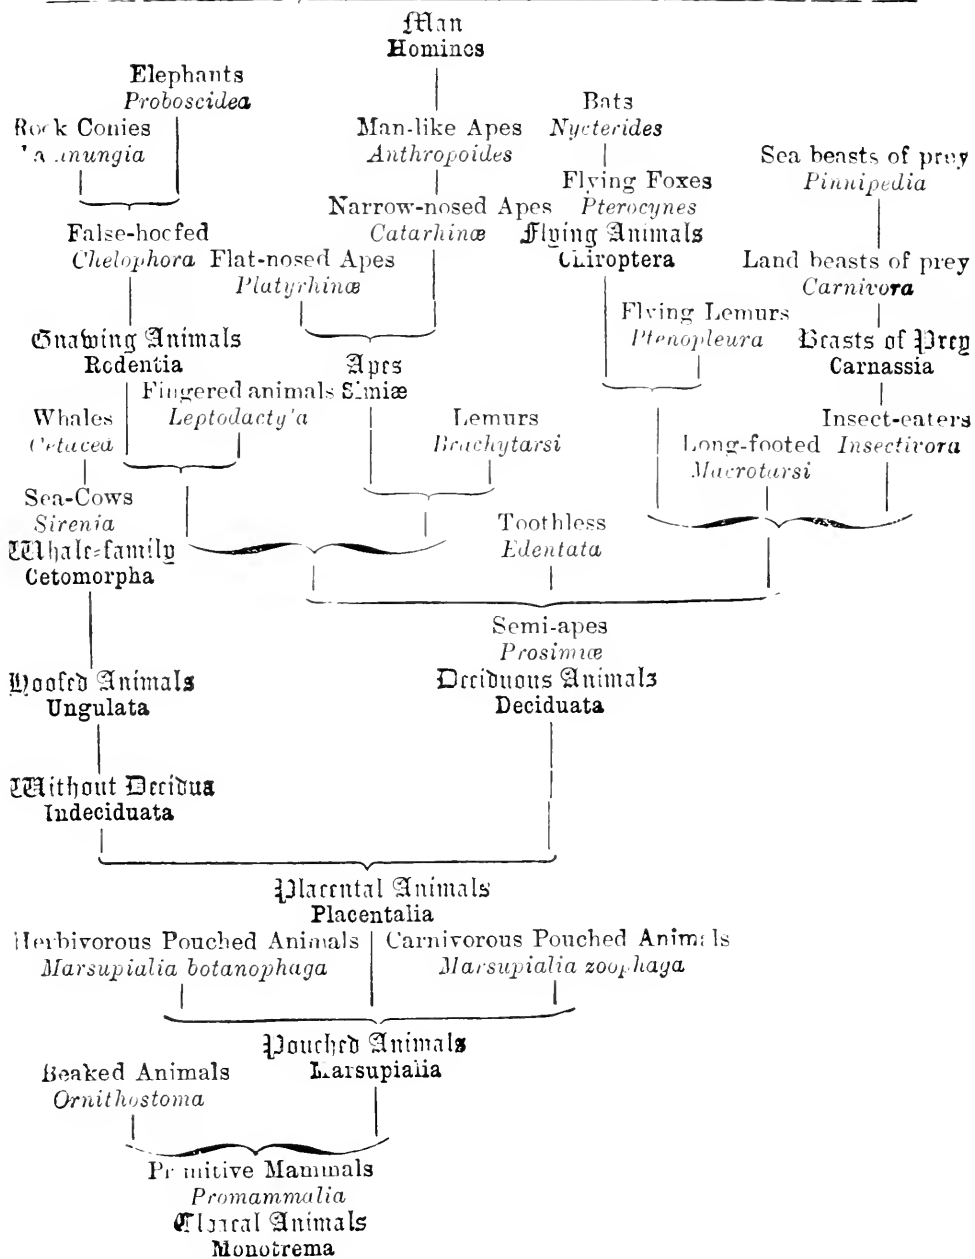 Man
Homines
Elephants
Proboscidea
Rock Conies
Bats
Nycterides
Man-like Apes
Anthropoides
Sea beasts of prey
Pinnipedia
Flying Foxes
Pterocynes
Narrow-nosed Apes
Catarhinæ
Flying Animals
Chiroptera
False-hoofed
Chelophora
Flat-nosed Apes
Platyrhinæ
Land beasts of prey
Carnivora
Flying Lemurs
Ptenopleura
Gnawing Animals
Rodentia
Apes
Simiæ
Beasts of Prey
Carnassia
Fingered animals
Leptodactyla
Whales
Cetacea
Lemurs
Brachytarsi
Insect-eaters
Insectivora
Long-footed
Macrotarsi
Sea-Cows
Sirenia
Whale-family
Cetomorpha
Toothless
Edentata
Semi-apes
Prosimiæ
Deciduous Animals
Deciduata
Hoofed Animals
Ungulata
Without Decidua
Indeciduata
Placental Animals
Placentalia
Herbivorous Pouched Animals
Marsupialia botanophaga
Carnivorous Pouched Animals
Marsupialia zoophaga
Pouched Animals
Marsupialia
Beaked Animals
Ornithostoma
Primitive Mammals
Promammalia
Cloacal Animals
Monotrema